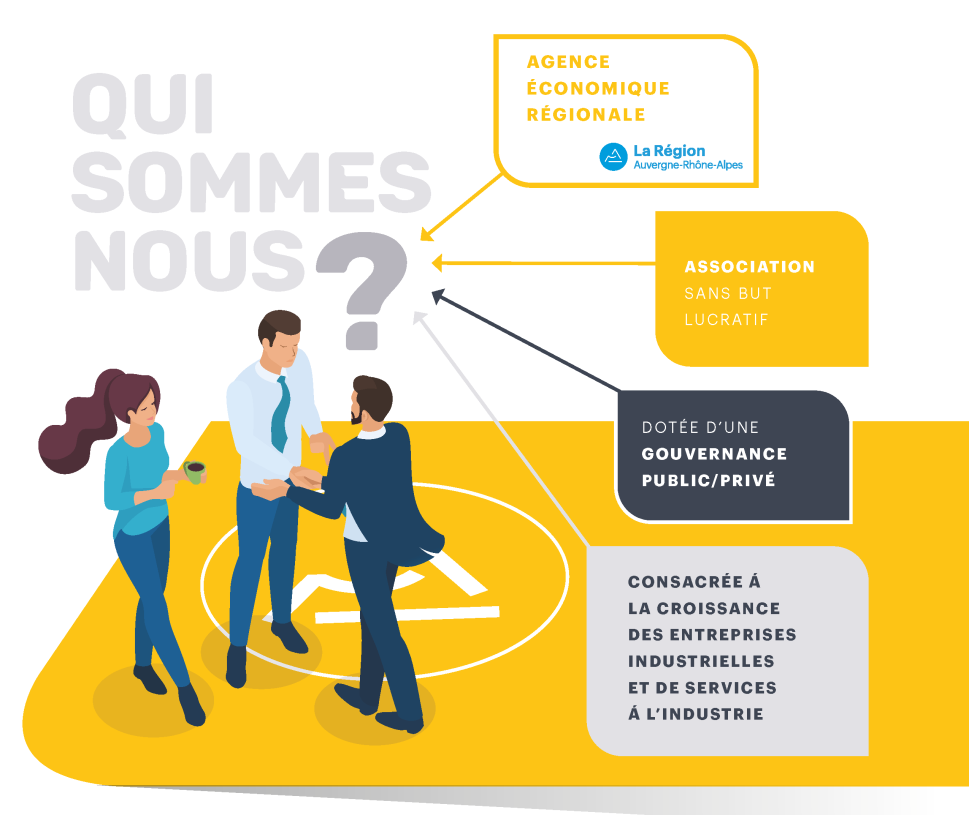 QUI
SOMMES
NOUS ?
AGENCE
ÉCONOMIQUE
RÉGIONALE
La Région
Auvergne-Rhône-Alpes
ASSOCIATION
SANS BUT
LUCRATIF
DOTÉE D’UNE
GOUVERNANCE
PUBLIC/PRIVÉ
CONSACRÉE Á
LA CROISSANCE
DES ENTREPRISES
INDUSTRIELLES
ET DE SERVICES
Á L’INDUSTRIE